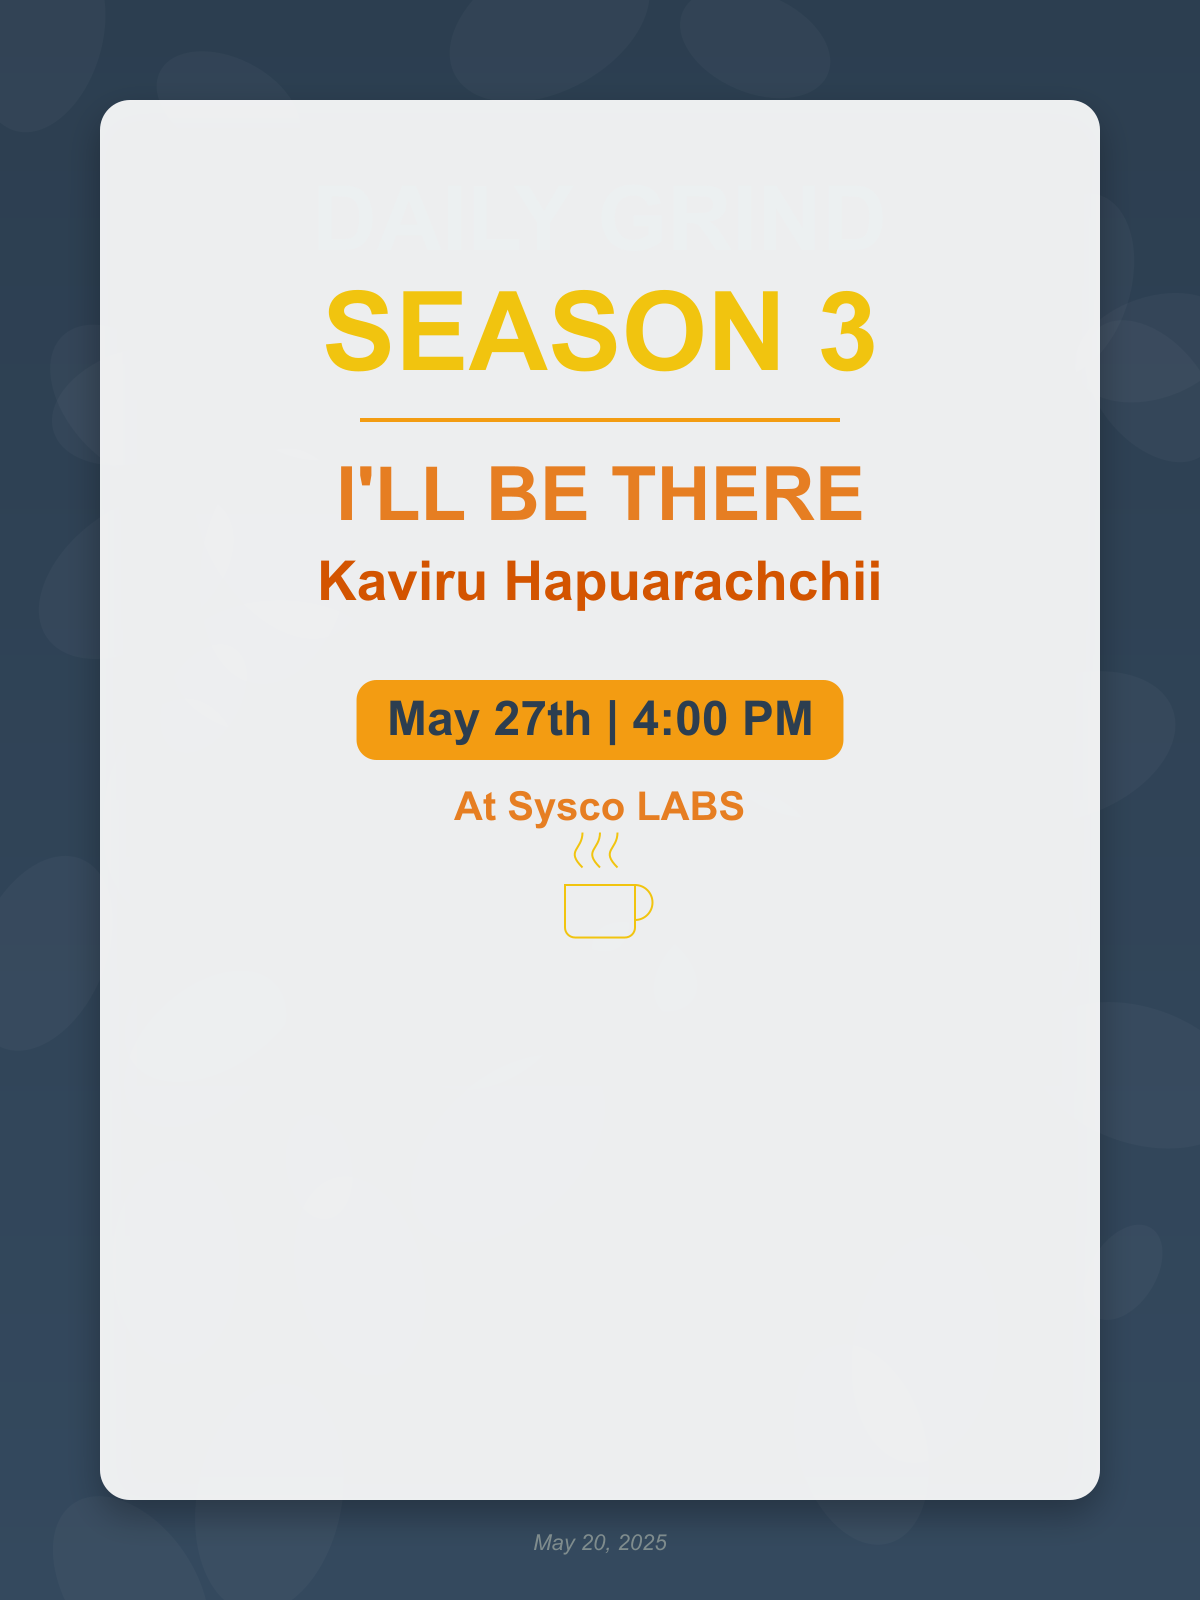 DAILY GRIND
SEASON 3
I'LL BE THERE
Kaviru Hapuarachchii
May 27th | 4:00 PM
At Sysco LABS
May 20, 2025